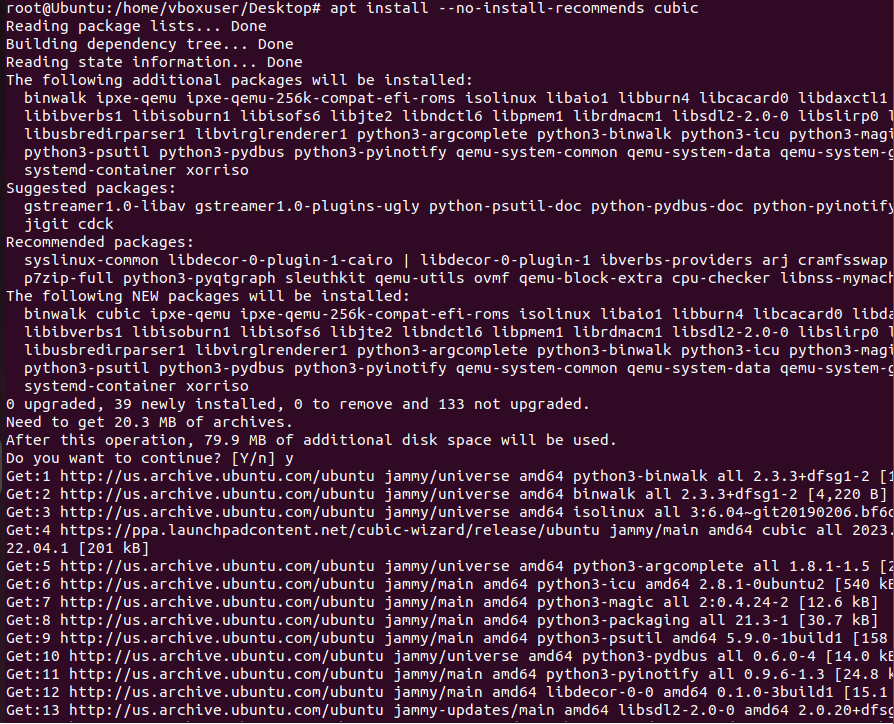 root@Ubuntu:/home/vboxuser/Desktop# apt install --no-install-recommends cubic
Reading package lists... Done
Building dependency tree... Done
Reading state information... Done
The following additional packages will be installed:
  binwalk ipxe-qemu ipxe-qemu-256k-compat-efi-roms isolinux libaio1 libburn4 libcacard0 libdaxctl1
  libibverbs1 libisoburn1 libisofs6 libjte2 libndctl6 libpmem1 librdmacm1 libsdl2-2.0-0 libslirp0 l
  libusbredirparser1 libvirglrenderer1 python3-argcomplete python3-binwalk python3-icu python3-magi
  python3-psutil python3-pydbus python3-pyinotify qemu-system-common qemu-system-data qemu-system-g
  systemd-container xorriso
Suggested packages:
  gstreamer1.0-libav gstreamer1.0-plugins-ugly python-psutil-doc python-pydbus-doc python-pyinotify
  jigit cdck
Recommended packages:
  syslinux-common libdecor-0-plugin-1-cairo | libdecor-0-plugin-1 ibverbs-providers arj cramfsswap
  p7zip-full python3-pyqtgraph sleuthkit qemu-utils ovmf qemu-block-extra cpu-checker libnss-mymach
The following NEW packages will be installed:
  binwalk cubic ipxe-qemu ipxe-qemu-256k-compat-efi-roms isolinux libaio1 libburn4 libcacard0 libda
  libibverbs1 libisoburn1 libisofs6 libjte2 libndctl6 libpmem1 librdmacm1 libsdl2-2.0-0 libslirp0 l
  libusbredirparser1 libvirglrenderer1 python3-argcomplete python3-binwalk python3-icu python3-magi
  python3-psutil python3-pydbus python3-pyinotify qemu-system-common qemu-system-data qemu-system-g
  systemd-container xorriso
0 upgraded, 39 newly installed, 0 to remove and 133 not upgraded.
Need to get 20.3 MB of archives.
After this operation, 79.9 MB of additional disk space will be used.
Do you want to continue? [Y/n] y
Get:1 http://us.archive.ubuntu.com/ubuntu jammy/universe amd64 python3-binwalk all 2.3.3+dfsg1-2 [1
Get:2 http://us.archive.ubuntu.com/ubuntu jammy/universe amd64 binwalk all 2.3.3+dfsg1-2 [4,220 B]
Get:3 http://us.archive.ubuntu.com/ubuntu jammy/universe amd64 isolinux all 3:6.04~git20190206.bf6d
Get:4 https://ppa.launchpadcontent.net/cubic-wizard/release/ubuntu jammy/main amd64 cubic all 2023.
22.04.1 [201 kB]
Get:5 http://us.archive.ubuntu.com/ubuntu jammy/universe amd64 python3-argcomplete all 1.8.1-1.5 [2
Get:6 http://us.archive.ubuntu.com/ubuntu jammy/main amd64 python3-icu amd64 2.8.1-0ubuntu2 [540 kB
Get:7 http://us.archive.ubuntu.com/ubuntu jammy/main amd64 python3-magic all 2:0.4.24-2 [12.6 kB]
Get:8 http://us.archive.ubuntu.com/ubuntu jammy/main amd64 python3-packaging all 21.3-1 [30.7 kB]
Get:9 http://us.archive.ubuntu.com/ubuntu jammy/main amd64 python3-psutil amd64 5.9.0-1build1 [158
Get:10 http://us.archive.ubuntu.com/ubuntu jammy/universe amd64 python3-pydbus all 0.6.0-4 [14.0 kB
Get:11 http://us.archive.ubuntu.com/ubuntu jammy/main amd64 python3-pyinotify all 0.9.6-1.3 [24.8 k
Get:12 http://us.archive.ubuntu.com/ubuntu jammy/main amd64 libdecor-0-0 amd64 0.1.0-3build1 [15.1
Get:13 http://us.archive.ubuntu.com/ubuntu jammy-updates/main amd64 libsdl2-2.0-0 amd64 2.0.20+dfsg